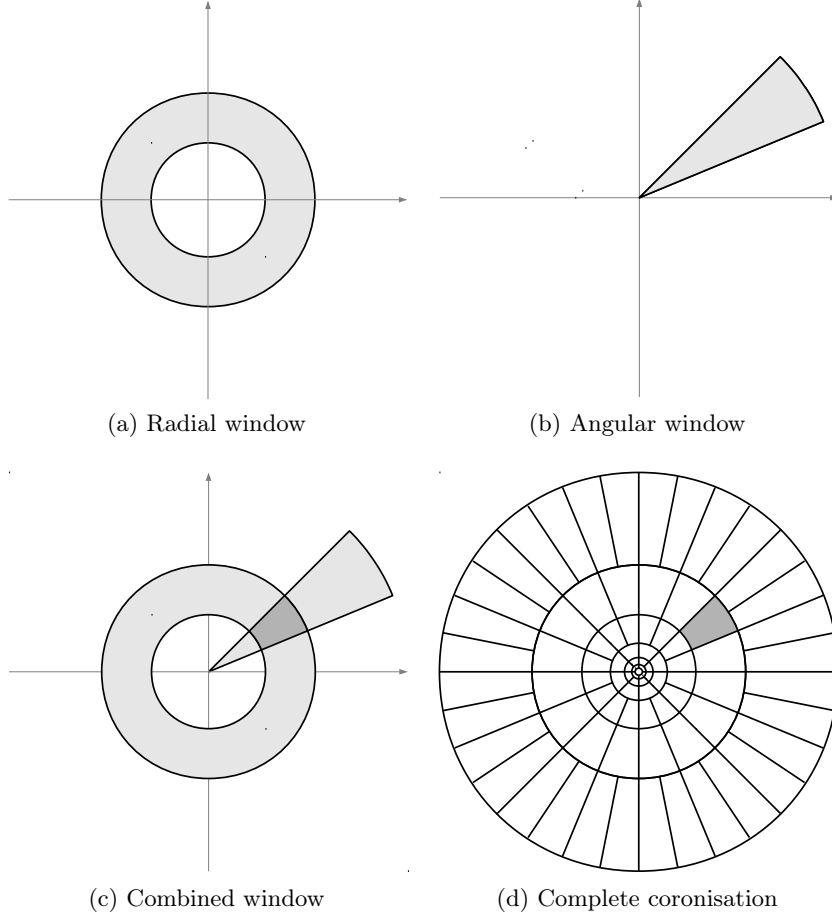 (a) Radial window
(b) Angular window
(c) Combined window
(d) Complete coronisation